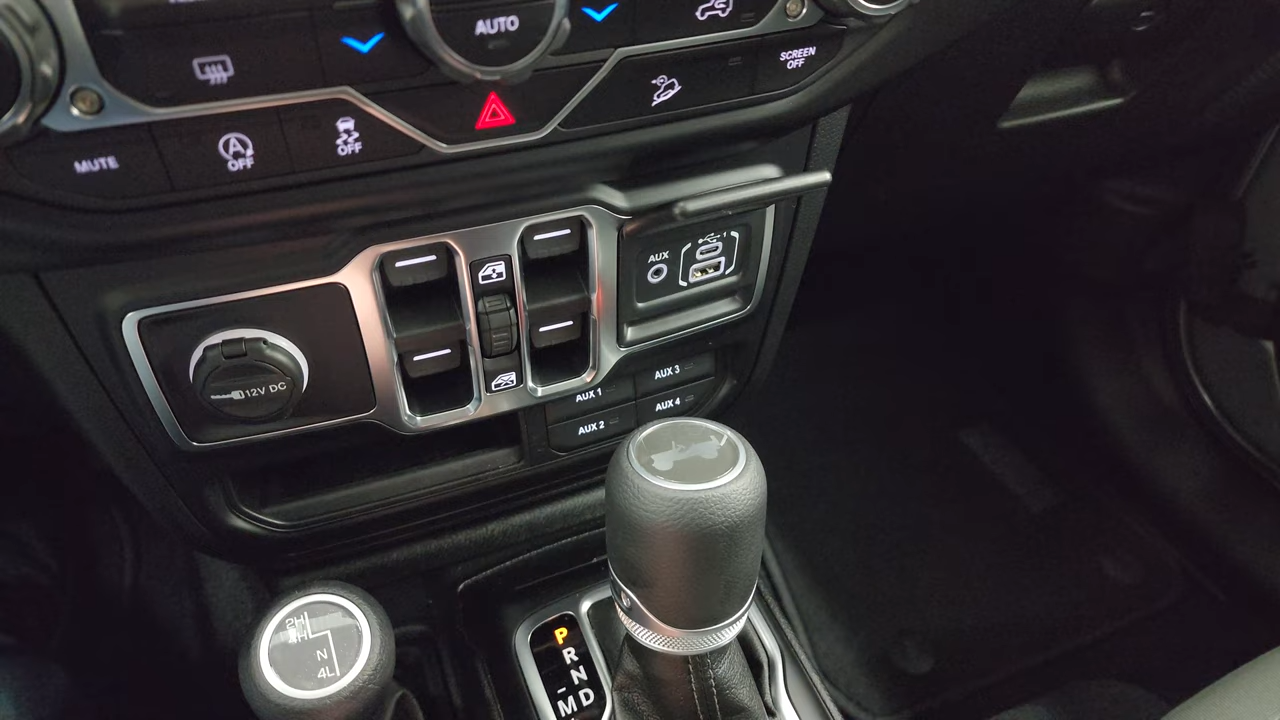 AUTO
SCREEN
OFF
MUTE
A
OFF
OFF
AUX
1
12V DC
AUX 1
AUX 3
AUX 2
AUX 4
2H
N
4L
P
R
N
D
M